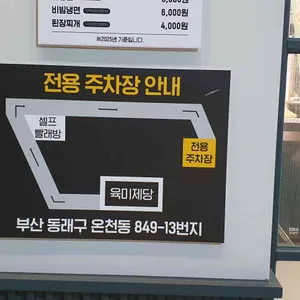 비빔냉면 6,000원
된장찌개 4,000원
※2025년 기준입니다.
전용 주차장 안내
셀프
빨래방
전용
주차장
육미제당
부산 동래구 온천동 849-13번지